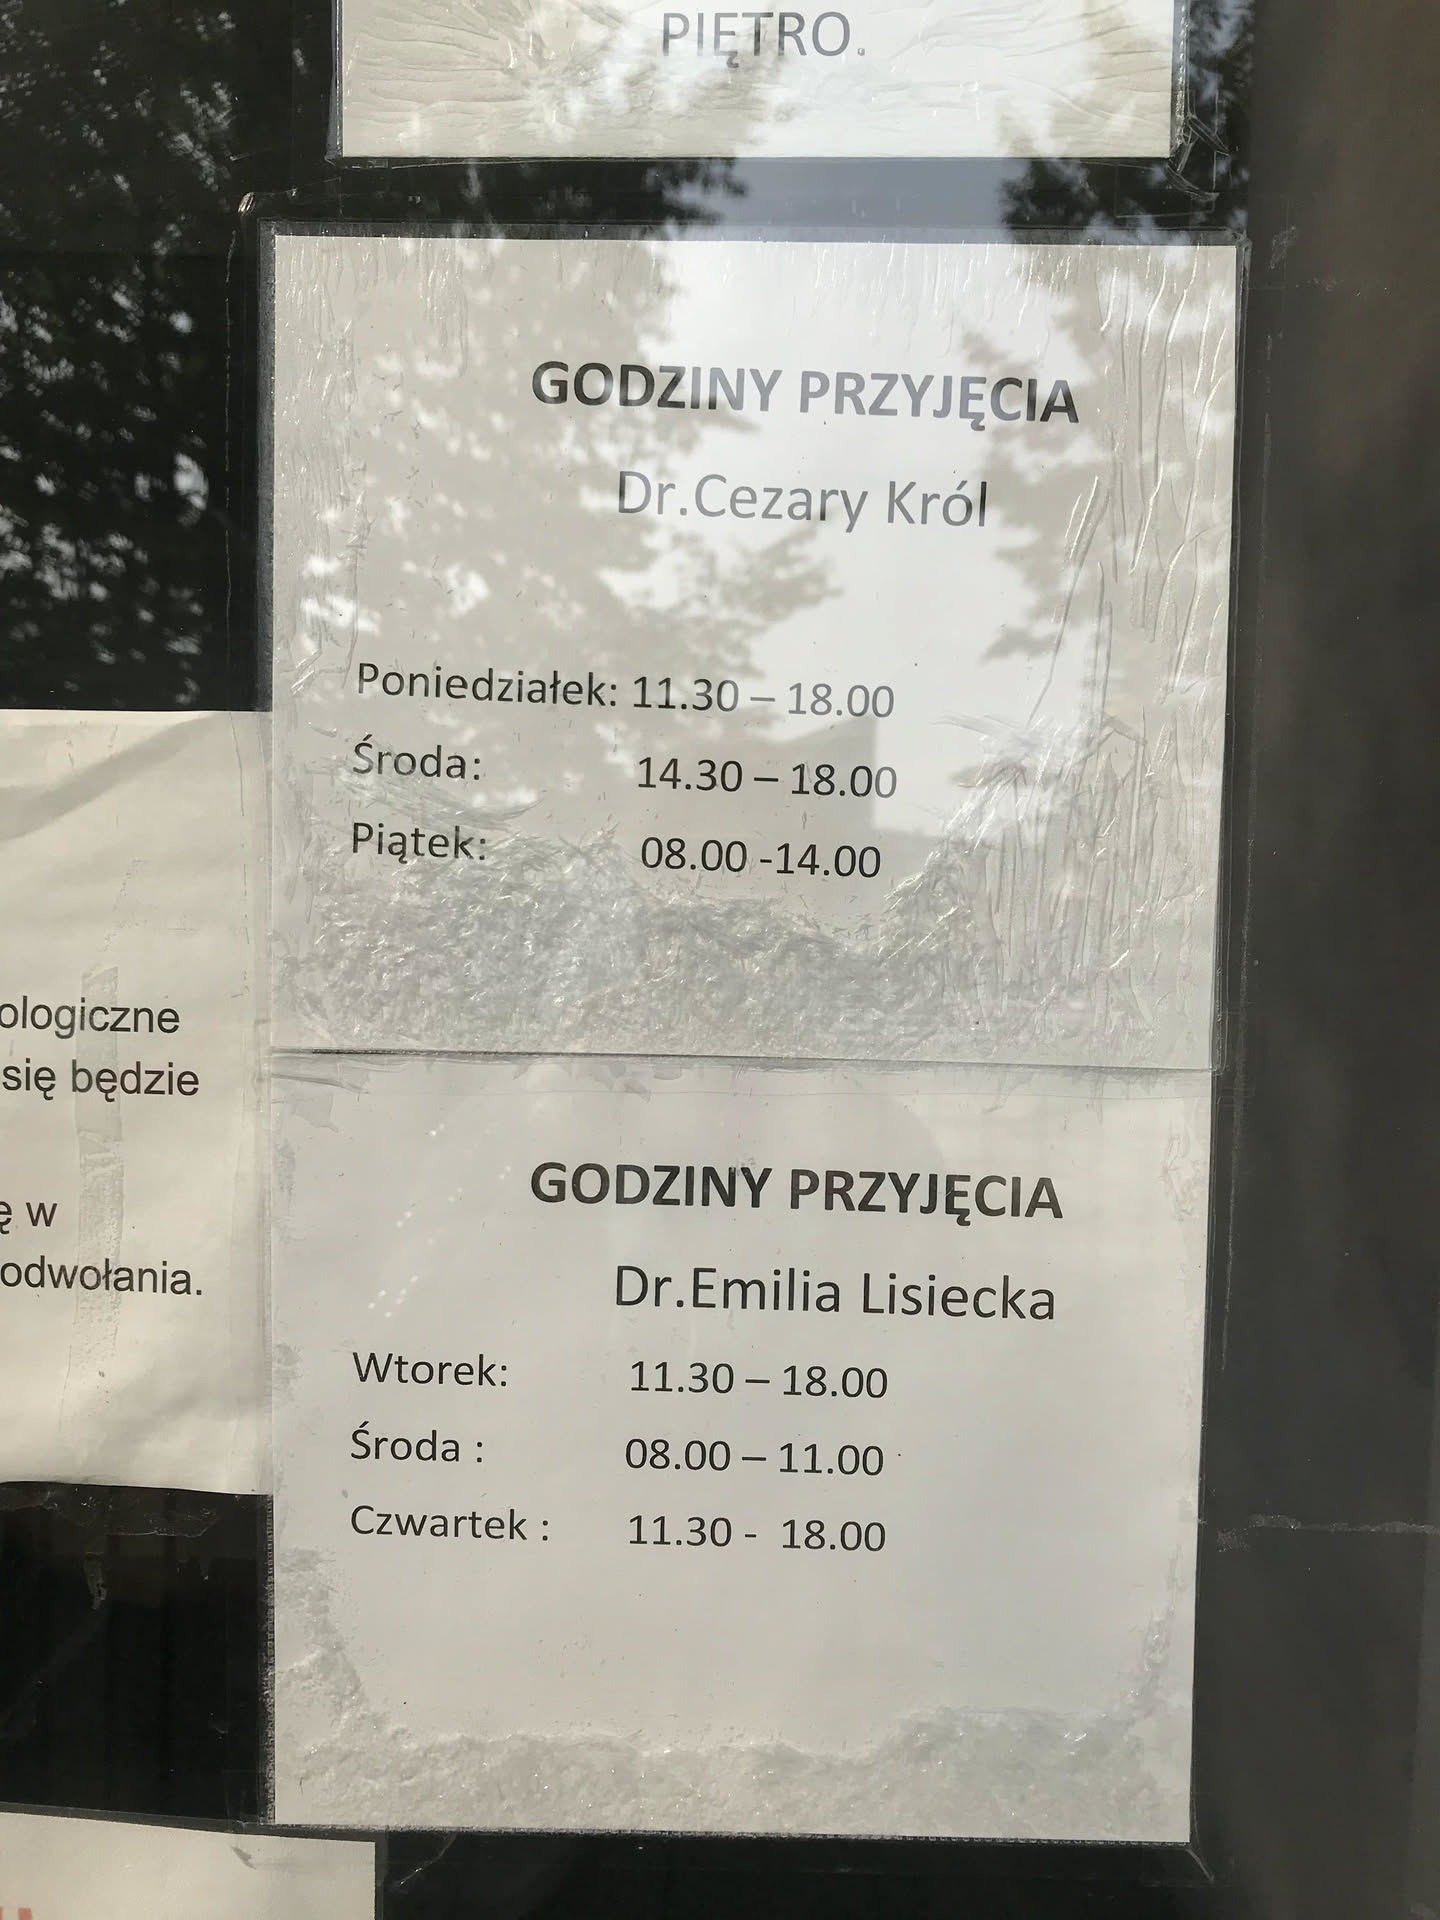 PIĘTRO.
GODZINY PRZYJĘCIA
Dr.Cezary Król
Poniedziałek: 11.30 – 18.00
Środa: 14.30 – 18.00
Piątek: 08.00 -14.00
ologiczne
się będzie
ę w
odwołania.
GODZINY PRZYJĘCIA
Dr.Emilia Lisiecka
Wtorek: 11.30 – 18.00
Środa : 08.00 – 11.00
Czwartek : 11.30 - 18.00